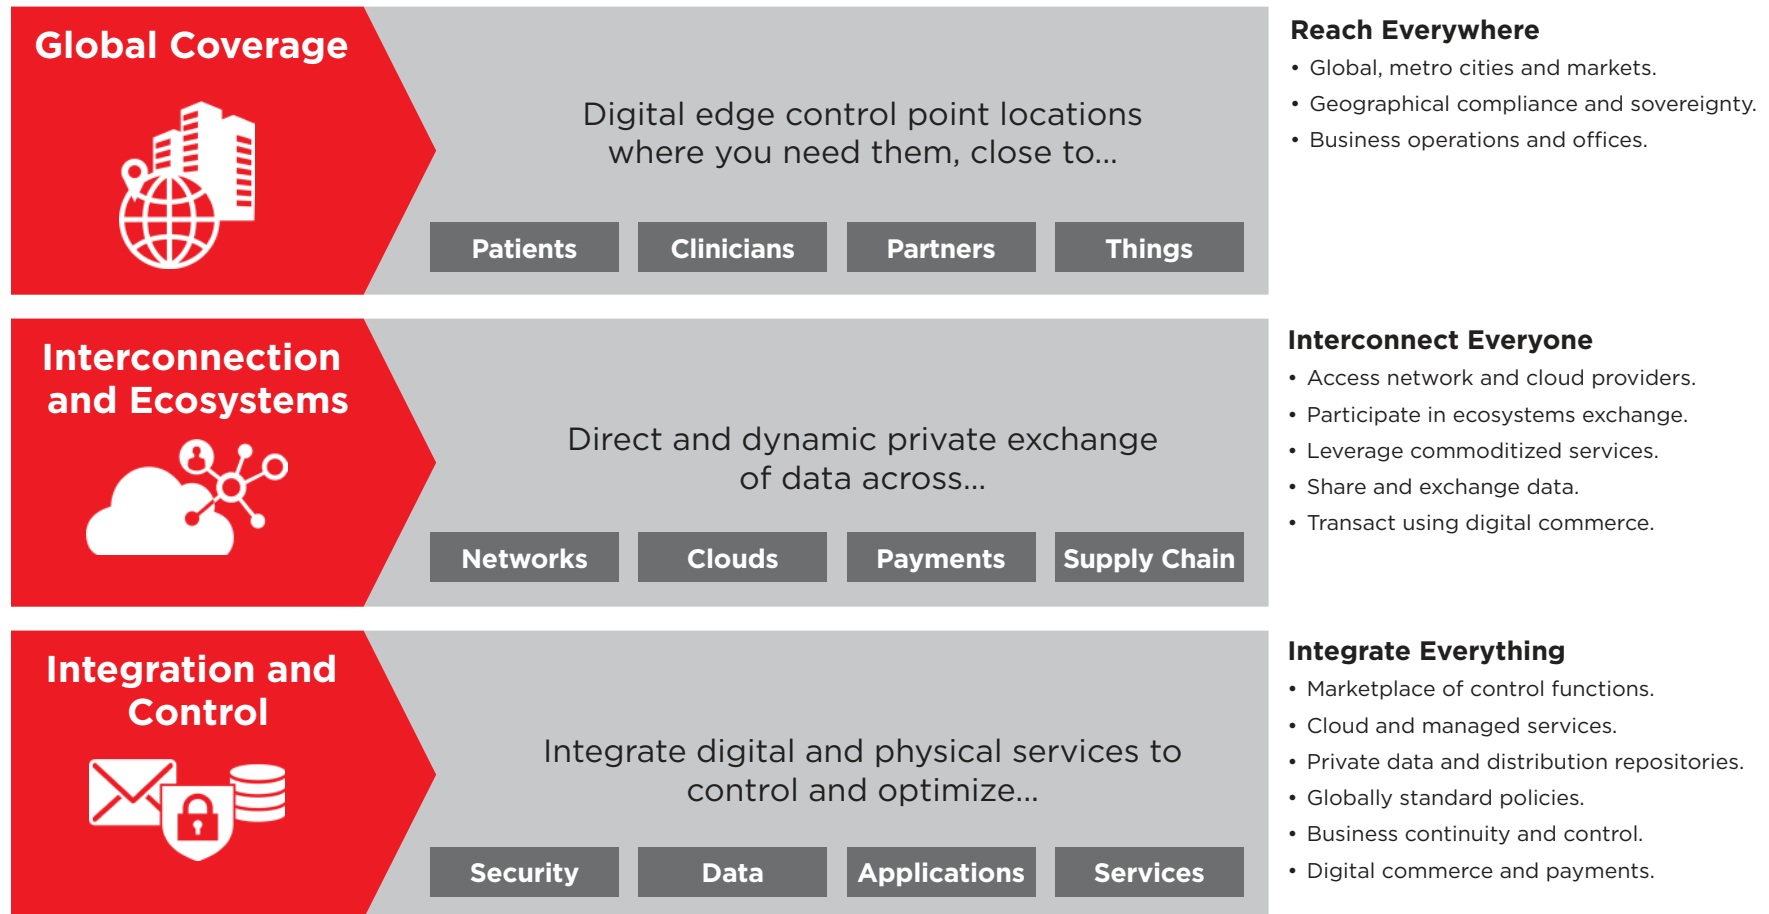 Global Coverage
Digital edge control point locations
where you need them, close to...
Patients
Clinicians
Partners
Things
Reach Everywhere
• Global, metro cities and markets.
• Geographical compliance and sovereignty.
• Business operations and offices.
Interconnection
and Ecosystems
Direct and dynamic private exchange
of data across...
Networks
Clouds
Payments
Supply Chain
Interconnect Everyone
• Access network and cloud providers.
• Participate in ecosystems exchange.
• Leverage commoditized services.
• Share and exchange data.
• Transact using digital commerce.
Integration and
Control
Integrate digital and physical services to
control and optimize...
Security
Data
Applications
Services
Integrate Everything
• Marketplace of control functions.
• Cloud and managed services.
• Private data and distribution repositories.
• Globally standard policies.
• Business continuity and control.
• Digital commerce and payments.